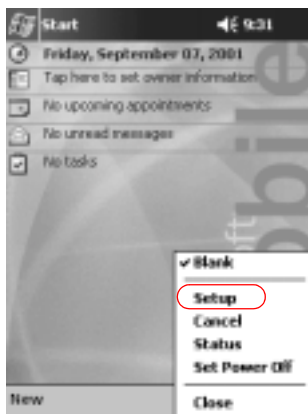 Start 9:31
Friday, September 07, 2001
Tap here to set owner information
No upcoming appointments
No unread messages
No tasks
Blank
Setup
Cancel
Status
Set Power Off
Close
New